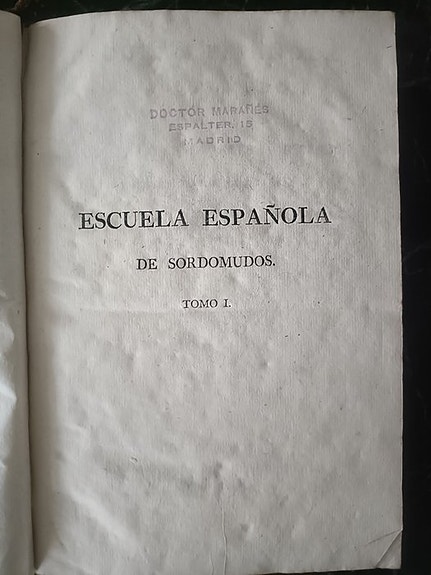 DOCTOR MARAÑES
ESPALTER, 15
MADRID
ESCUELA ESPAÑOLA
DE SORDOMUDOS.
TOMO I.